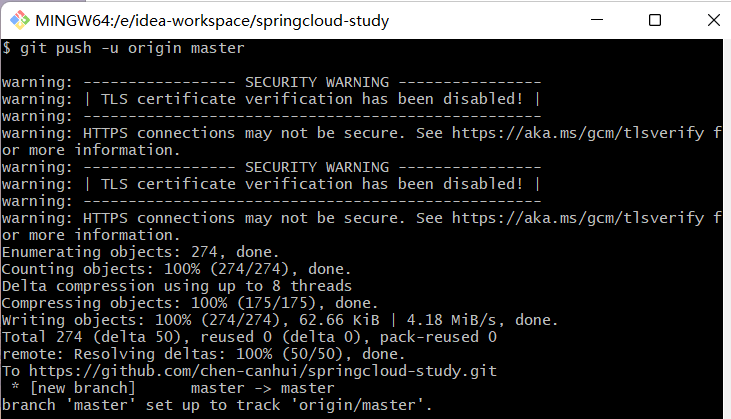 MINGW64:/e/idea-workspace/springcloud-study
$ git push -u origin master
warning: ----------------- SECURITY WARNING ----------------
warning: | TLS certificate verification has been disabled! |
warning: ---------------------------------------------------
warning: HTTPS connections may not be secure. See https://aka.ms/gcm/tlsverify f
or more information.
warning: ----------------- SECURITY WARNING ----------------
warning: | TLS certificate verification has been disabled! |
warning: ---------------------------------------------------
warning: HTTPS connections may not be secure. See https://aka.ms/gcm/tlsverify f
or more information.
Enumerating objects: 274, done.
Counting objects: 100% (274/274), done.
Delta compression using up to 8 threads
Compressing objects: 100% (175/175), done.
Writing objects: 100% (274/274), 62.66 KiB | 4.18 MiB/s, done.
Total 274 (delta 50), reused 0 (delta 0), pack-reused 0
remote: Resolving deltas: 100% (50/50), done.
To https://github.com/chen-canhui/springcloud-study.git
 * [new branch]      master -> master
branch 'master' set up to track 'origin/master'.